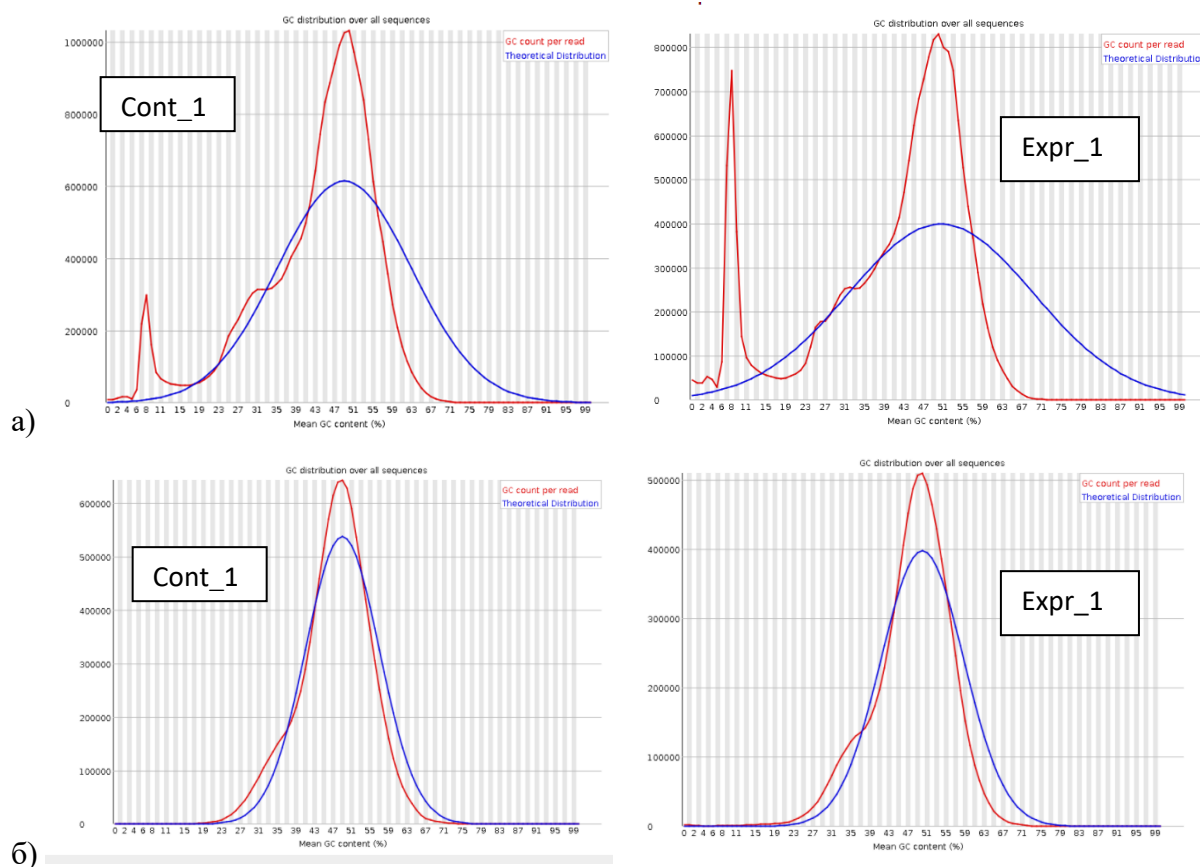 GC distribution over all sequences
1000000
800000
600000
400000
200000
0
GC count per read
Theoretical Distribution
Cont_1
0 2 4 6 8 11 15 19 23 27 31 35 39 43 47 51 55 59 63 67 71 75 79 83 87 91 95 99
Mean GC content (%)
GC distribution over all sequences
800000
700000
600000
500000
400000
300000
200000
100000
0
GC count per read
Theoretical Distribution
Expr_1
0 2 4 6 8 11 15 19 23 27 31 35 39 43 47 51 55 59 63 67 71 75 79 83 87 91 95 99
Mean GC content (%)
а)
GC distribution over all sequences
600000
500000
400000
300000
200000
100000
0
GC count per read
Theoretical Distribution
Cont_1
0 2 4 6 8 11 15 19 23 27 31 35 39 43 47 51 55 59 63 67 71 75 79 83 87 91 95 99
Mean GC content (%)
GC distribution over all sequences
500000
400000
300000
200000
100000
0
GC count per read
Theoretical Distribution
Expr_1
0 2 4 6 8 11 15 19 23 27 31 35 39 43 47 51 55 59 63 67 71 75 79 83 87 91 95 99
Mean GC content (%)
б)